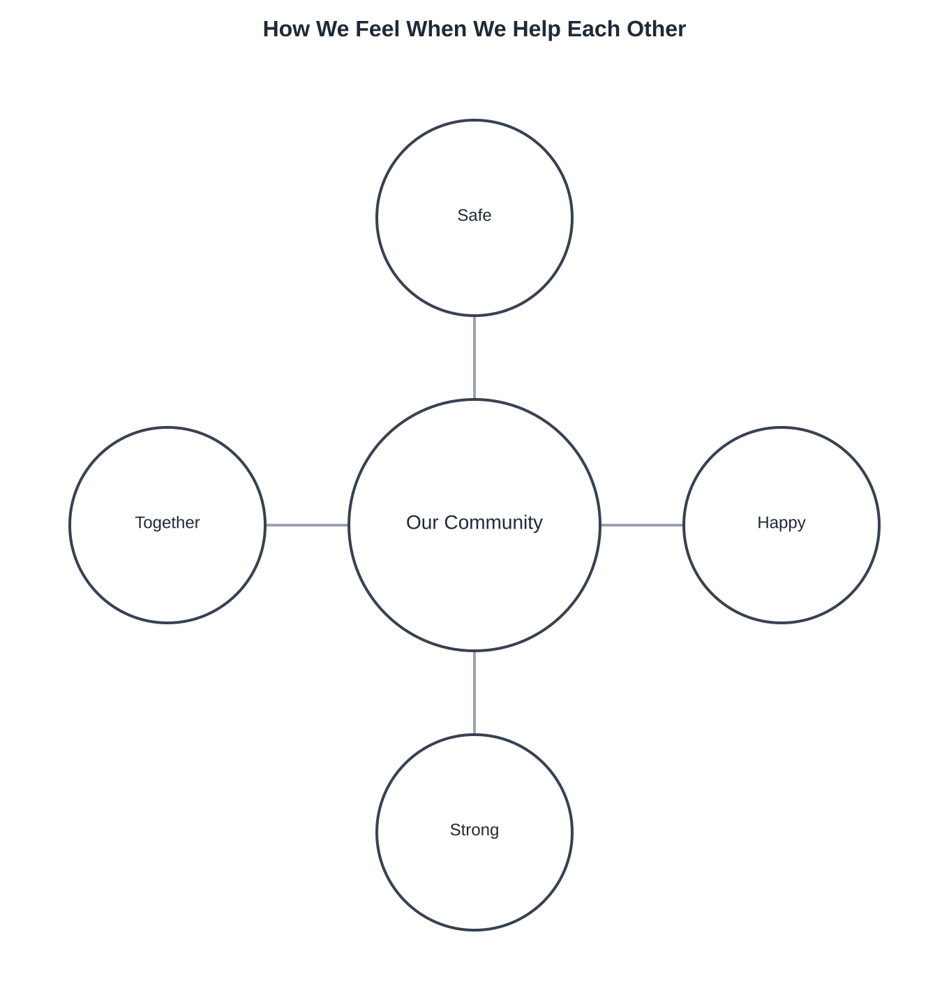 How We Feel When We Help Each Other
Safe
Together
Our Community
Happy
Strong